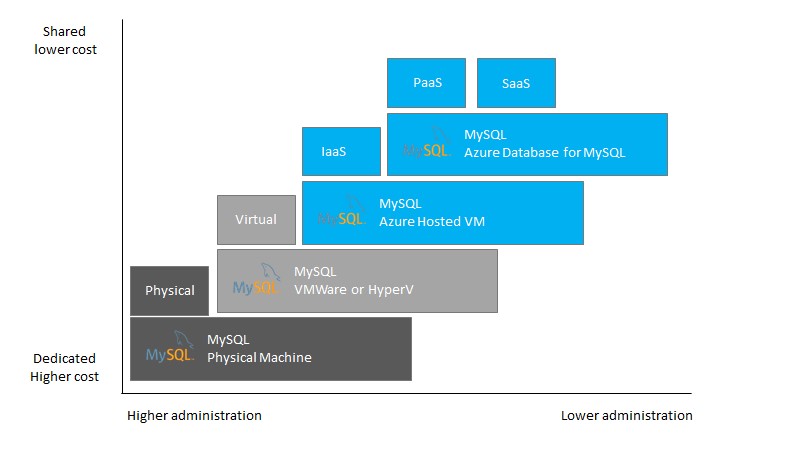 Shared
lower cost
PaaS
SaaS
MySQL
MySQL
Azure Database for MySQL
IaaS
MySQL
MySQL
Azure Hosted VM
Virtual
MySQL
MySQL
VMWare or HyperV
Physical
MySQL
MySQL
Physical Machine
Dedicated
Higher cost
Higher administration
Lower administration